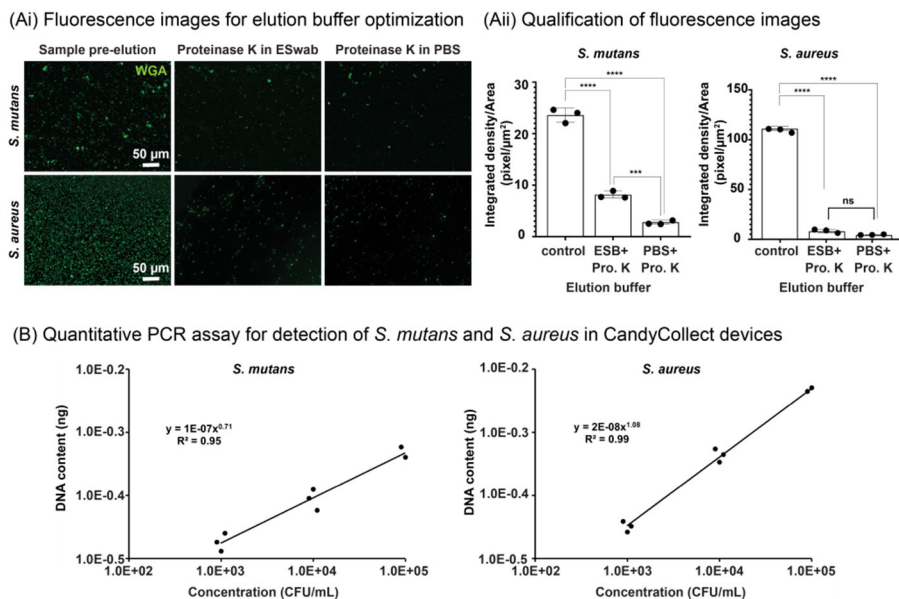 (Ai) Fluorescence images for elution buffer optimization
Sample pre-elution
Proteinase K in ESwab
Proteinase K in PBS
S. mutans
WGA
50 µm
S. aureus
50 µm
(Aii) Qualification of fluorescence images
S. mutans
Integrated density/Area
(pixel/µm²)
30
20
10
0
****
****
***
control
ESB+
Pro. K
PBS+
Pro. K
Elution buffer
S. aureus
Integrated density/Area
(pixel/µm²)
150
100
50
0
****
****
ns
control
ESB+
Pro. K
PBS+
Pro. K
Elution buffer
(B) Quantitative PCR assay for detection of S. mutans and S. aureus in CandyCollect devices
S. mutans
DNA content (ng)
1.0E-0.2
1.0E-0.3
1.0E-0.4
1.0E-0.5
y = 1E-07x^0.71
R² = 0.95
1.0E+02
1.0E+03
1.0E+04
1.0E+05
Concentration (CFU/mL)
S. aureus
DNA content (ng)
1.0E-0.2
1.0E-0.3
1.0E-0.4
1.0E-0.5
y = 2E-08x^1.08
R² = 0.99
1.0E+02
1.0E+03
1.0E+04
1.0E+05
Concentration (CFU/mL)